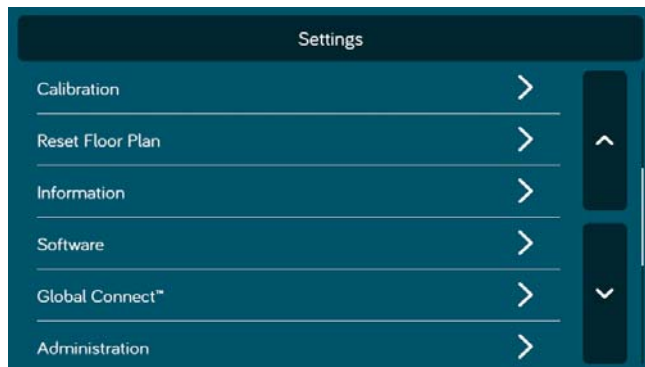 Settings
Calibration
Reset Floor Plan
Information
Software
Global Connect™
Administration